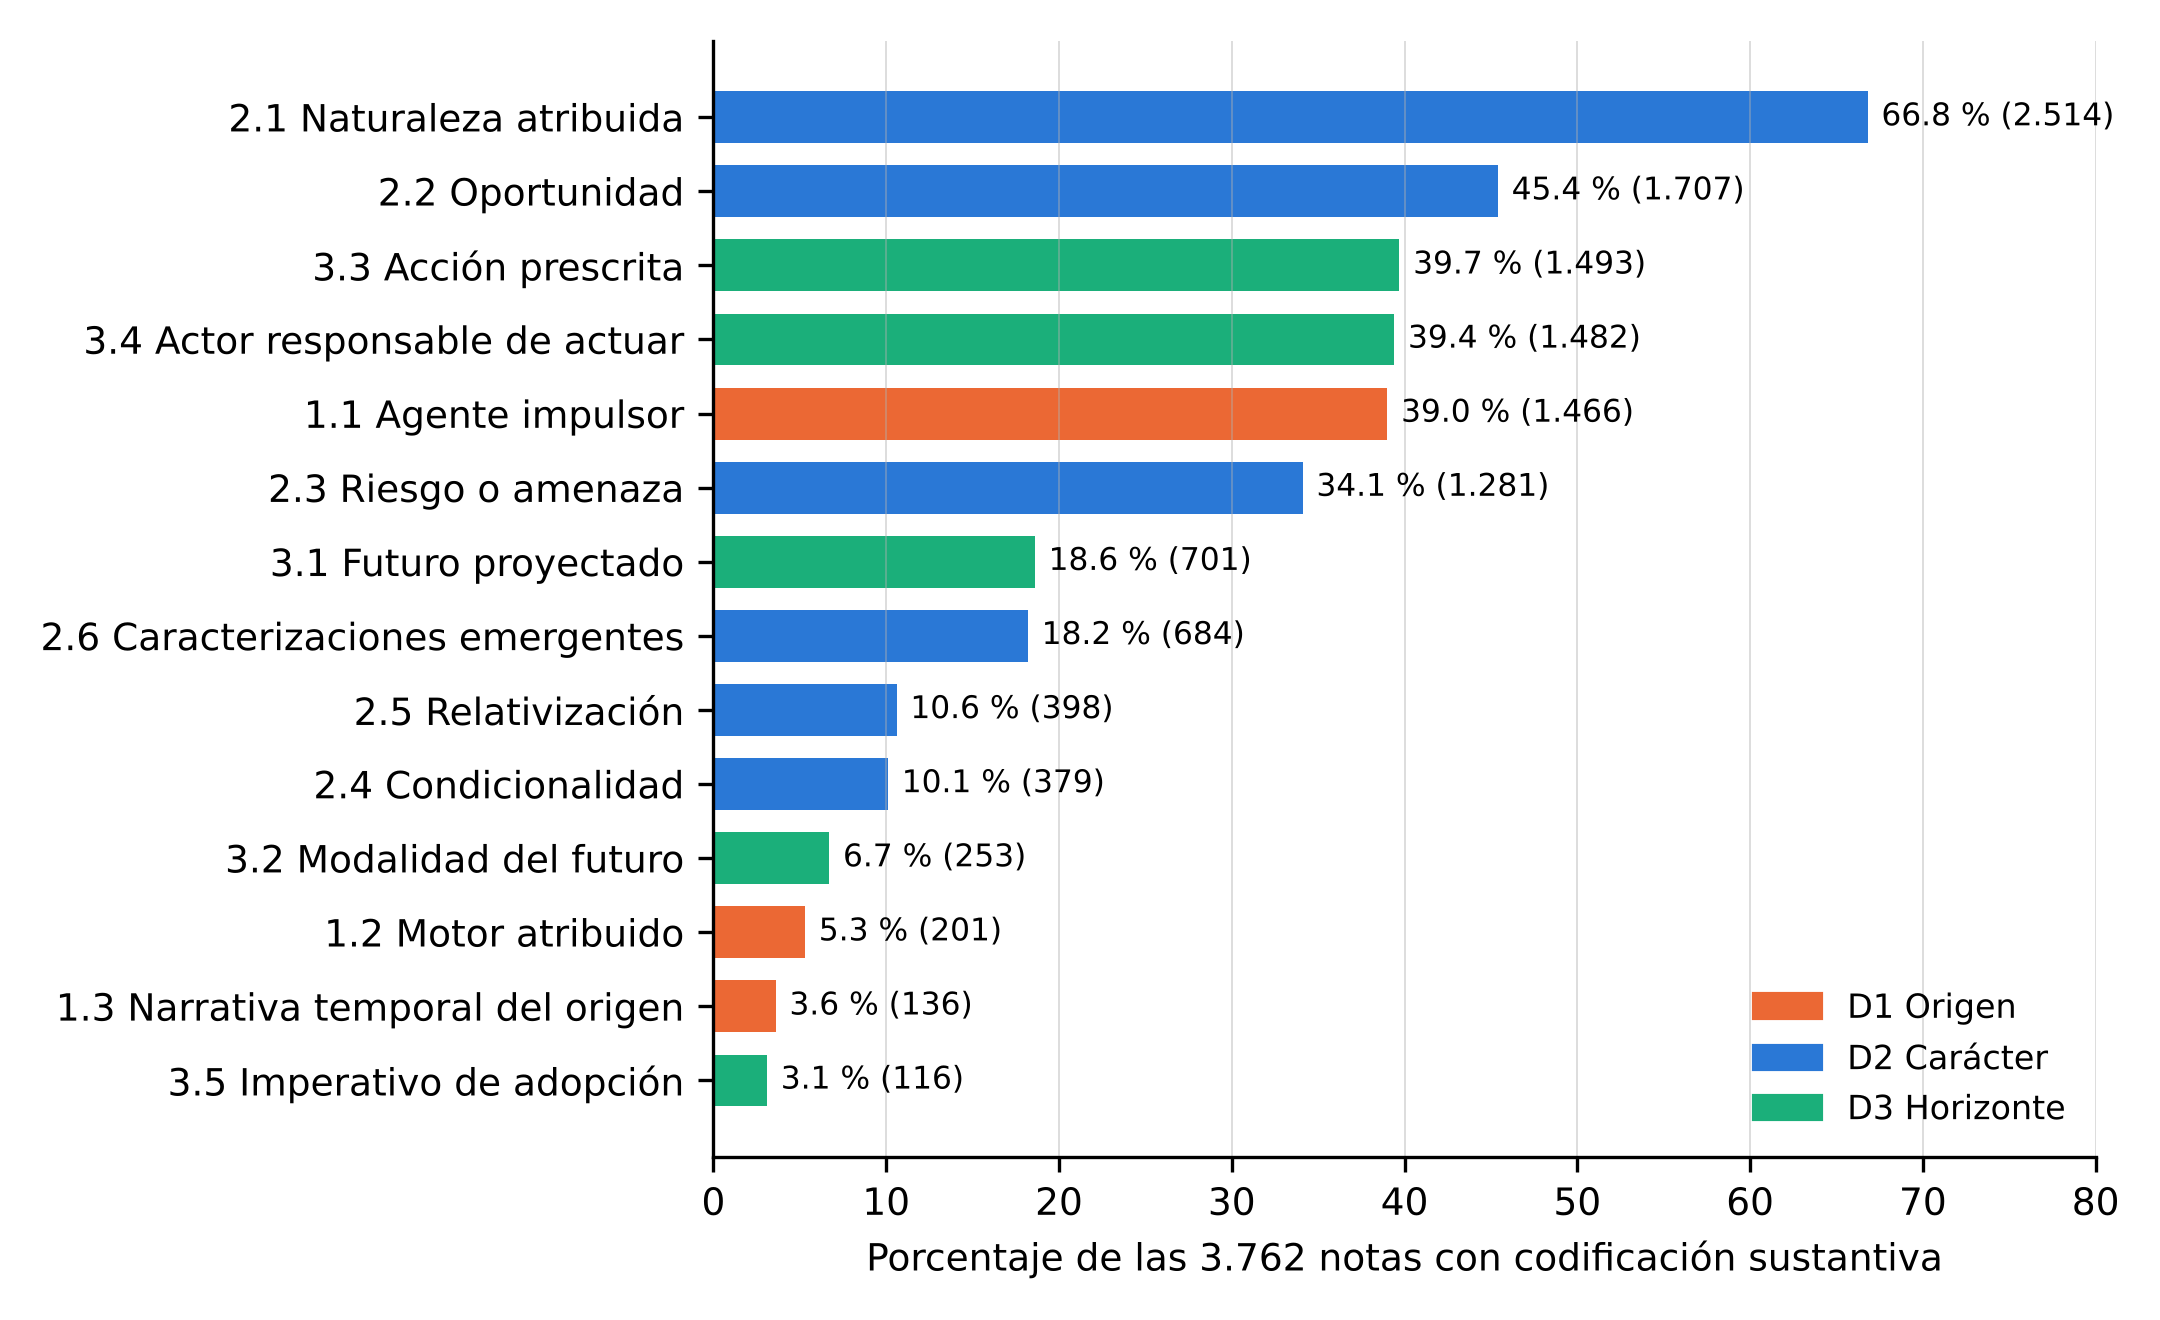 2.1 Naturaleza atribuida 66.8 % (2.514)
2.2 Oportunidad 45.4 % (1.707)
3.3 Acción prescrita 39.7 % (1.493)
3.4 Actor responsable de actuar 39.4 % (1.482)
1.1 Agente impulsor 39.0 % (1.466)
2.3 Riesgo o amenaza 34.1 % (1.281)
3.1 Futuro proyectado 18.6 % (701)
2.6 Caracterizaciones emergentes 18.2 % (684)
2.5 Relativización 10.6 % (398)
2.4 Condicionalidad 10.1 % (379)
3.2 Modalidad del futuro 6.7 % (253)
1.2 Motor atribuido 5.3 % (201)
1.3 Narrativa temporal del origen 3.6 % (136)
3.5 Imperativo de adopción 3.1 % (116)
D1 Origen
D2 Carácter
D3 Horizonte
0 10 20 30 40 50 60 70 80
Porcentaje de las 3.762 notas con codificación sustantiva